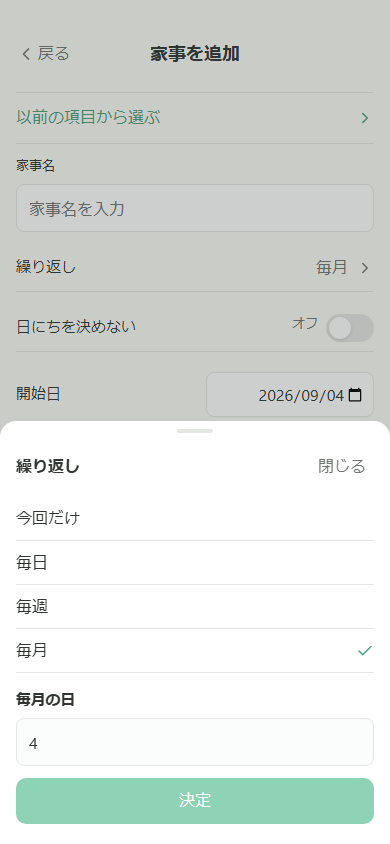 戻る
家事を追加
以前の項目から選ぶ
家事名
家事名を入力
繰り返し 毎月
日にちを決めない オフ
開始日 2026/09/04
繰り返し 閉じる
今回だけ
毎日
毎週
毎月
毎月の日
4
決定